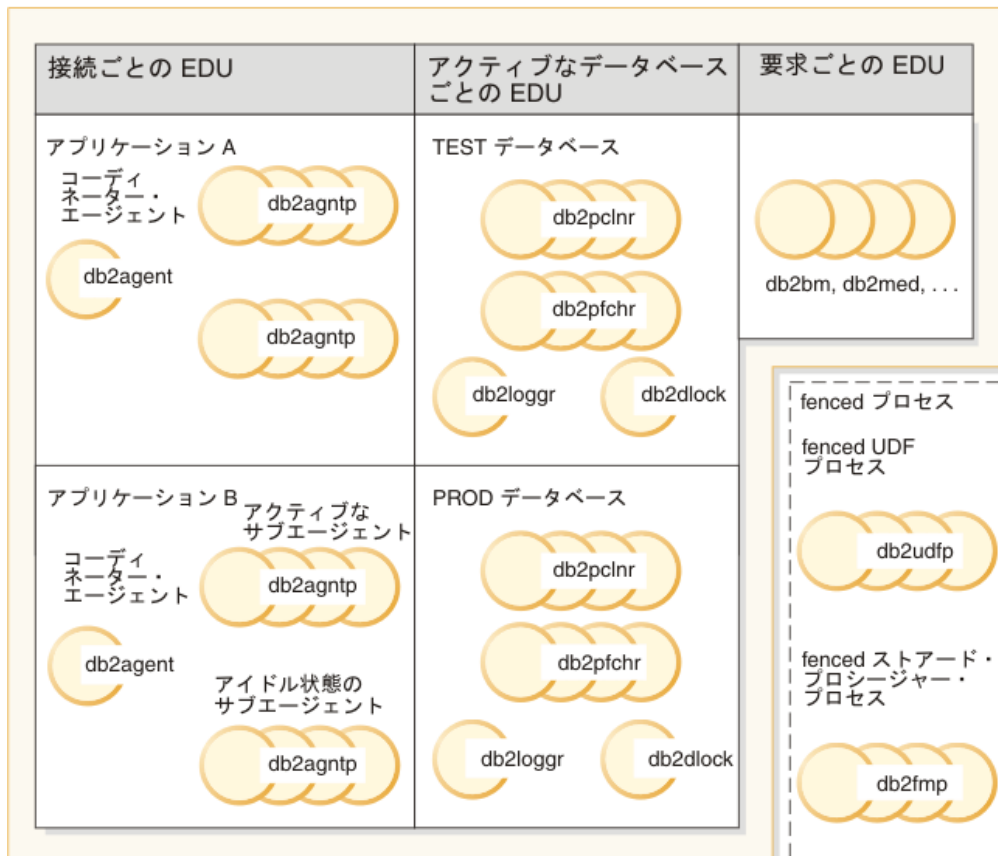 接続ごとの EDU
アクティブなデータベース
ごとの EDU
要求ごとの EDU
アプリケーション A
コーディ
ネーター・
エージェント
db2agent
db2agntp
db2agntp
TEST データベース
db2pclnr
db2pfchr
db2loggr
db2dlock
db2bm, db2med, . . .
アプリケーション B
コーディ
ネーター・
エージェント
db2agent
アクティブな
サブエージェント
db2agntp
アイドル状態の
サブエージェント
db2agntp
PROD データベース
db2pclnr
db2pfchr
db2loggr
db2dlock
fenced プロセス
fenced UDF
プロセス
db2udfp
fenced ストアード・
プロシージャー・
プロセス
db2fmp